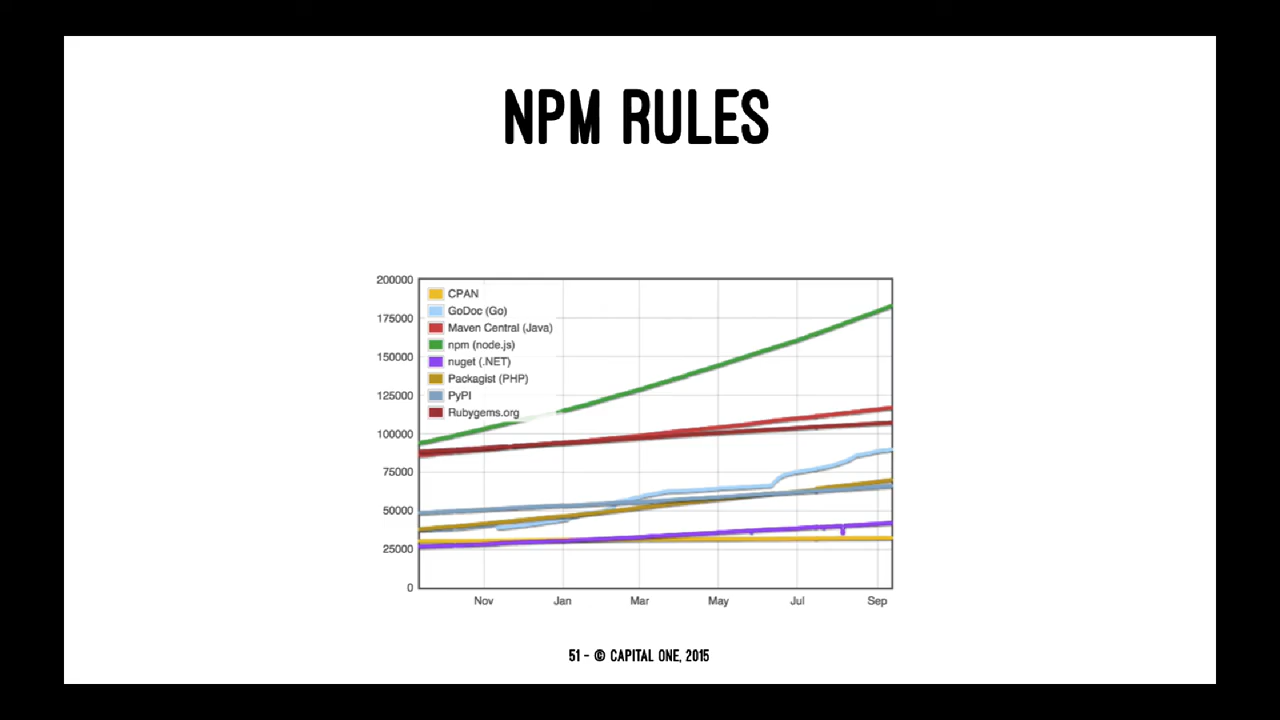 NPM RULES
200000
175000
150000
125000
100000
75000
50000
25000
0
CPAN
GoDoc (Go)
Maven Central (Java)
npm (node.js)
nuget (.NET)
Packagist (PHP)
PyPI
Rubygems.org
Nov Jan Mar May Jul Sep
51 - © CAPITAL ONE, 2015